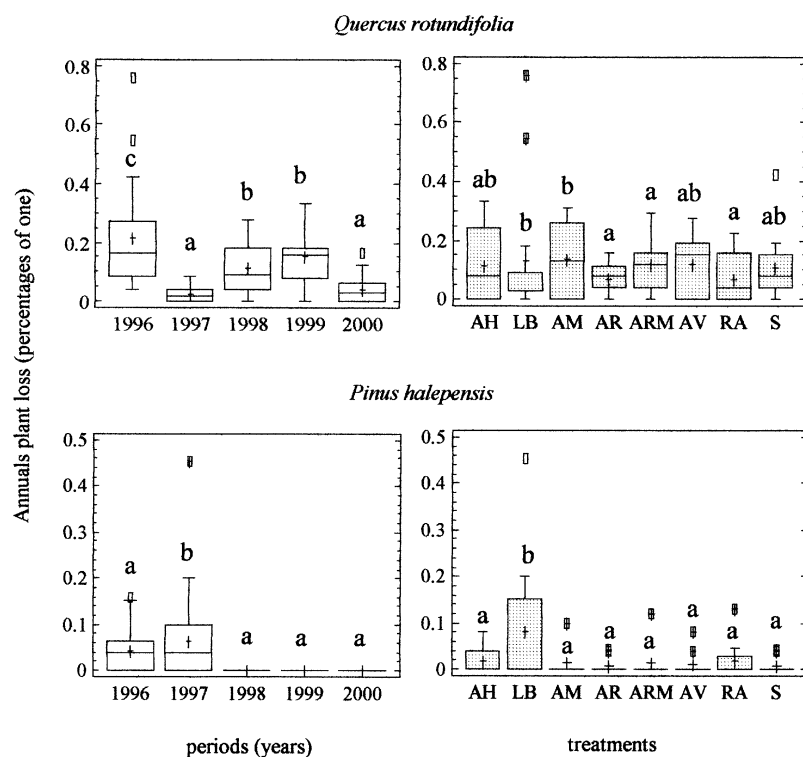 Quercus rotundifolia
Annuals plant loss (percentages of one)
0.8
0.6
0.4
0.2
0
c
a
b
b
a
1996
1997
1998
1999
2000
0.8
0.6
0.4
0.2
0
ab
b
b
a
a
ab
a
ab
AH
LB
AM
AR
ARM
AV
RA
S
Pinus halepensis
0.5
0.4
0.3
0.2
0.1
0
a
b
a
a
a
1996
1997
1998
1999
2000
periods (years)
0.5
0.4
0.3
0.2
0.1
0
a
b
a
a
a
a
a
a
AH
LB
AM
AR
ARM
AV
RA
S
treatments